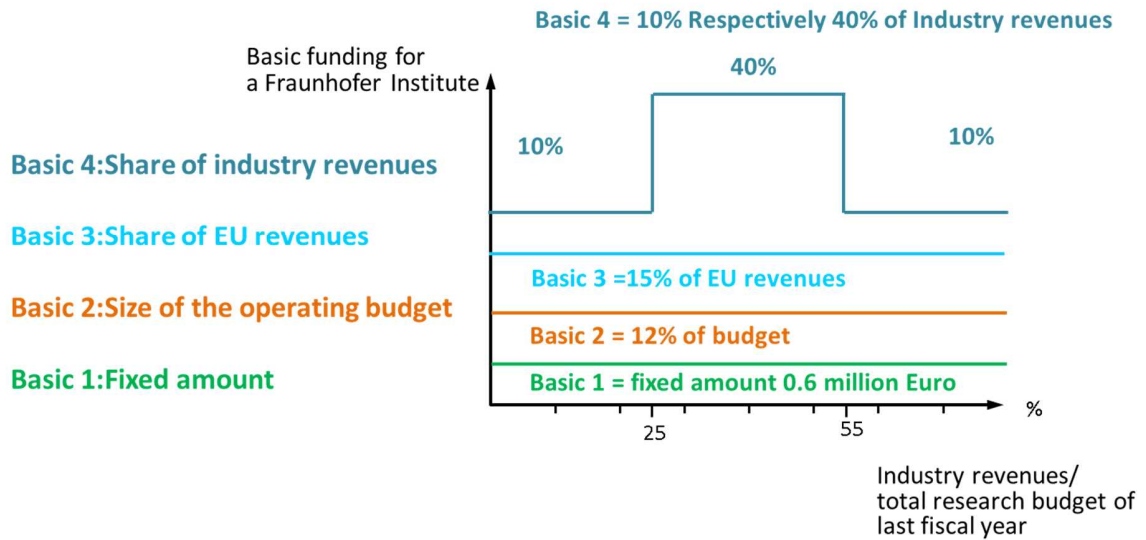 Basic 4 = 10% Respectively 40% of Industry revenues
Basic funding for
a Fraunhofer Institute
40%
10%
10%
Basic 4:Share of industry revenues
Basic 3:Share of EU revenues
Basic 3 =15% of EU revenues
Basic 2:Size of the operating budget
Basic 2 = 12% of budget
Basic 1:Fixed amount
Basic 1 = fixed amount 0.6 million Euro
%
25
55
Industry revenues/
total research budget of
last fiscal year